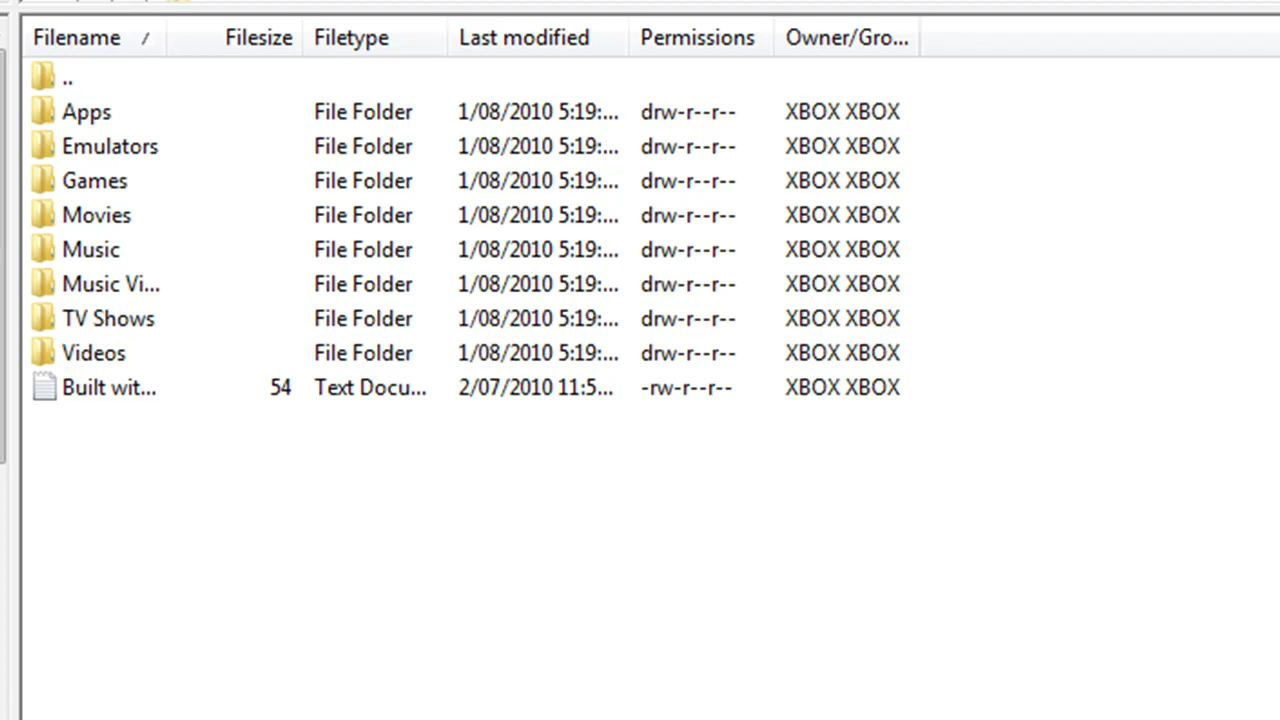 Filename / Filesize Filetype Last modified Permissions Owner/Gro...
..
Apps File Folder 1/08/2010 5:19:... drw-r--r-- XBOX XBOX
Emulators File Folder 1/08/2010 5:19:... drw-r--r-- XBOX XBOX
Games File Folder 1/08/2010 5:19:... drw-r--r-- XBOX XBOX
Movies File Folder 1/08/2010 5:19:... drw-r--r-- XBOX XBOX
Music File Folder 1/08/2010 5:19:... drw-r--r-- XBOX XBOX
Music Vi... File Folder 1/08/2010 5:19:... drw-r--r-- XBOX XBOX
TV Shows File Folder 1/08/2010 5:19:... drw-r--r-- XBOX XBOX
Videos File Folder 1/08/2010 5:19:... drw-r--r-- XBOX XBOX
Built wit... 54 Text Docu... 2/07/2010 11:5... -rw-r--r-- XBOX XBOX